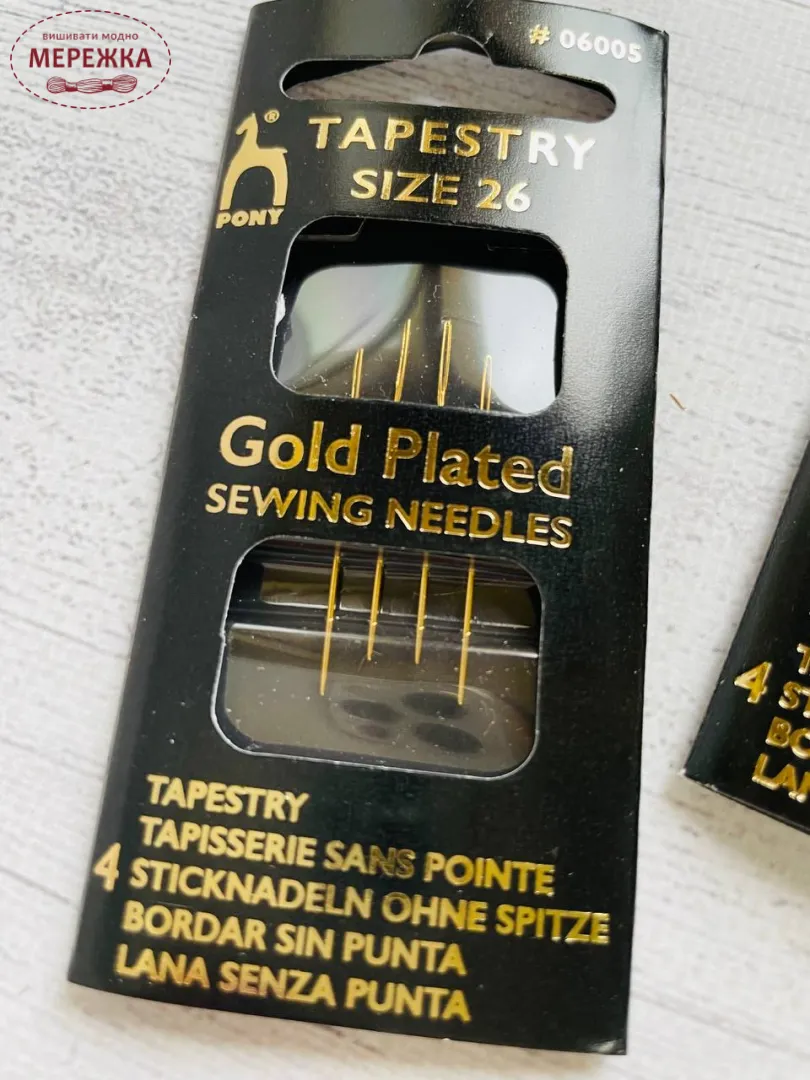 вишивати модно
МЕРЕЖКА
# 06005
®
PONY
TAPESTRY
SIZE 26
Gold Plated
SEWING NEEDLES
TAPESTRY
TAPISSERIE SANS POINTE
4 STICKNADELN OHNE SPITZE
BORDAR SIN PUNTA
LANA SENZA PUNTA
4